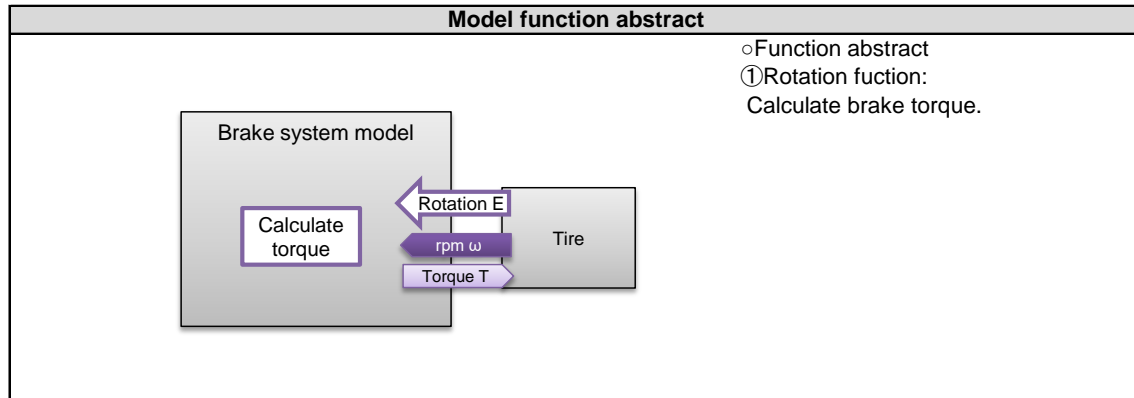 Model function abstract
○Function abstract
①Rotation fuction:
Calculate brake torque.
Brake system model
Rotation E
Calculate
torque
rpm ω
Tire
Torque T